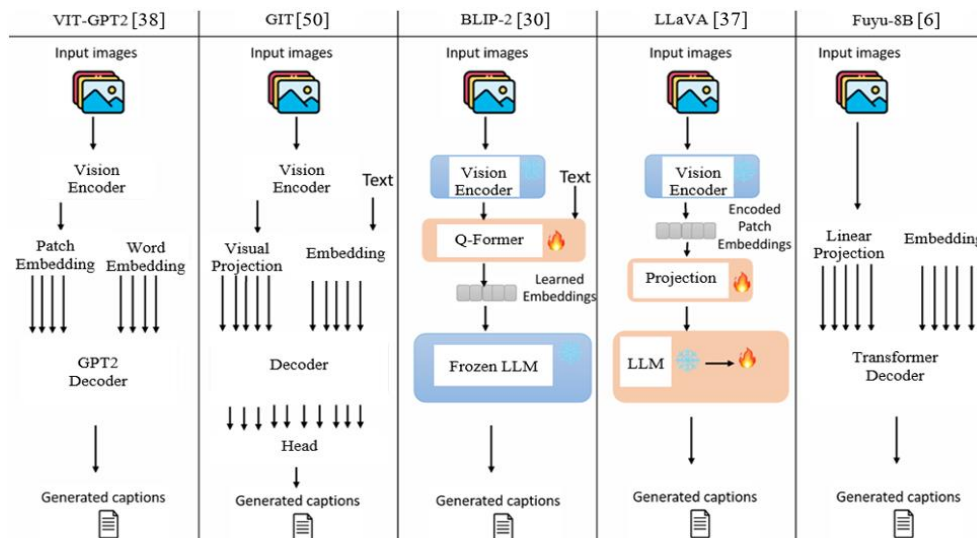 VIT-GPT2 [38]
Input images
Vision
Encoder
Patch
Embedding
Word
Embedding
GPT2
Decoder
Generated captions
GIT[50]
Input images
Vision
Encoder
Text
Visual
Projection
Embedding
Decoder
Head
Generated captions
BLIP-2 [30]
Input images
Vision
Encoder
Text
Q-Former
Learned
Embeddings
Frozen LLM
Generated captions
LLaVA [37]
Input images
Vision
Encoder
Encoded
Patch
Embeddings
Projection
LLM
Generated captions
Fuyu-8B [6]
Input images
Linear
Projection
Embedding
Transformer
Decoder
Generated captions